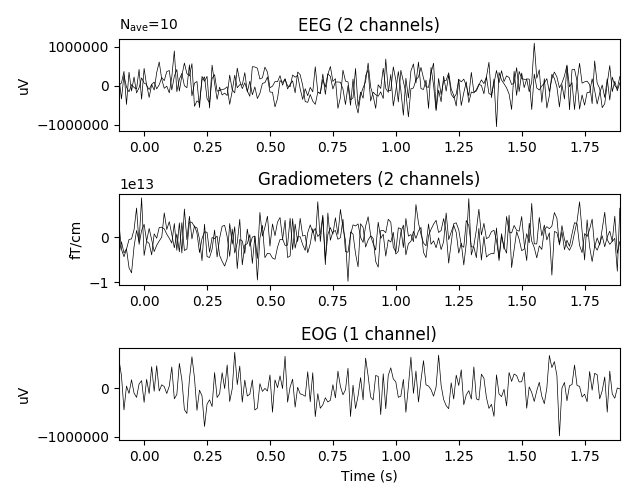 N_ave=10
EEG (2 channels)
uV
1000000
0
−1000000
0.00 0.25 0.50 0.75 1.00 1.25 1.50 1.75
1e13
Gradiometers (2 channels)
fT/cm
0
−1
0.00 0.25 0.50 0.75 1.00 1.25 1.50 1.75
EOG (1 channel)
uV
0
−1000000
0.00 0.25 0.50 0.75 1.00 1.25 1.50 1.75
Time (s)